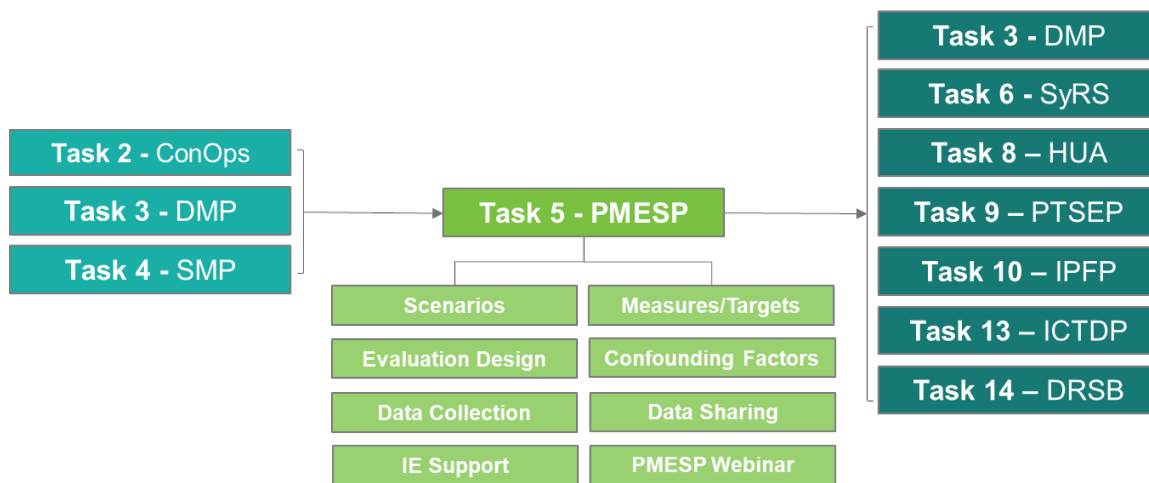 Task 2 - ConOps
Task 3 - DMP
Task 4 - SMP
Task 5 - PMESP
Scenarios
Measures/Targets
Evaluation Design
Confounding Factors
Data Collection
Data Sharing
IE Support
PMESP Webinar
Task 3 - DMP
Task 6 - SyRS
Task 8 – HUA
Task 9 – PTSEP
Task 10 – IPFP
Task 13 – ICTDP
Task 14 – DRSB